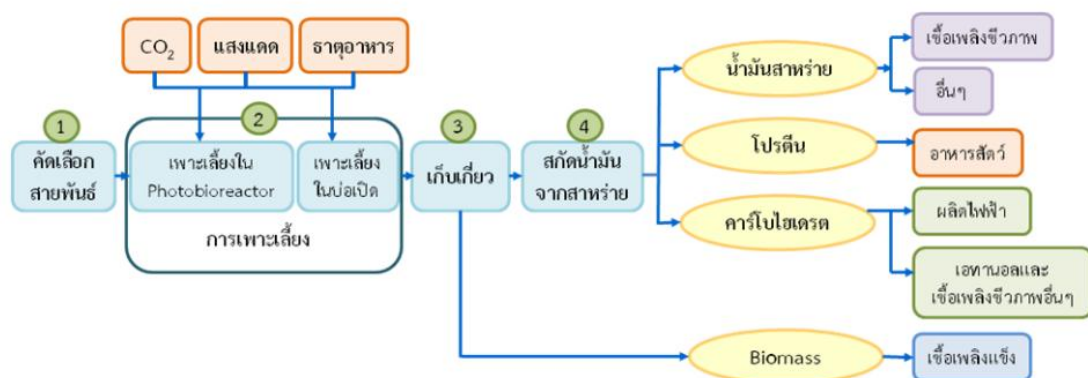 CO2
แสงแดด
ธาตุอาหาร
1
คัดเลือก
สายพันธุ์
2
เพาะเลี้ยงใน
Photobioreactor
เพาะเลี้ยง
ในบ่อเปิด
การเพาะเลี้ยง
3
เก็บเกี่ยว
4
สกัดน้ำมัน
จากสาหร่าย
น้ำมันสาหร่าย
เชื้อเพลิงชีวภาพ
อื่นๆ
โปรตีน
อาหารสัตว์
คาร์โบไฮเดรต
ผลิตไฟฟ้า
เอทานอลและ
เชื้อเพลิงชีวภาพอื่นๆ
Biomass
เชื้อเพลิงแข็ง